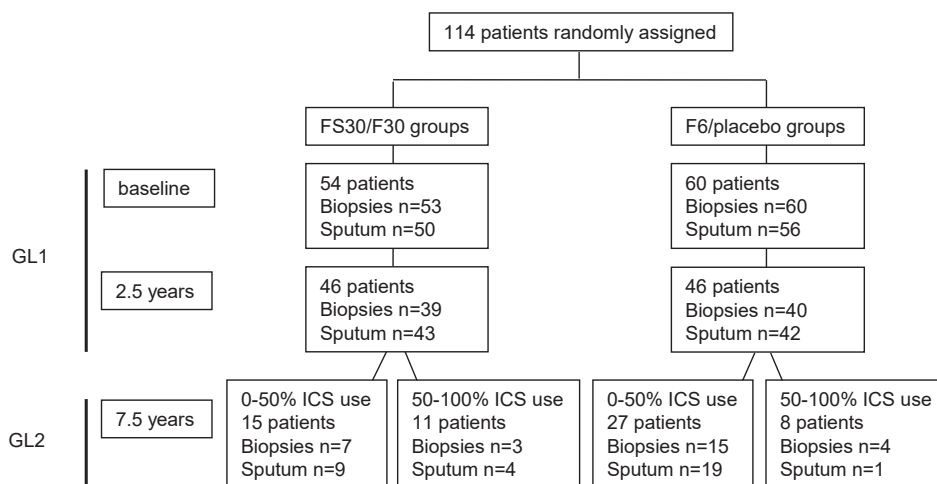 114 patients randomly assigned
FS30/F30 groups
F6/placebo groups
GL1
baseline
54 patients
Biopsies n=53
Sputum n=50
60 patients
Biopsies n=60
Sputum n=56
2.5 years
46 patients
Biopsies n=39
Sputum n=43
46 patients
Biopsies n=40
Sputum n=42
GL2
7.5 years
0-50% ICS use
15 patients
Biopsies n=7
Sputum n=9
50-100% ICS use
11 patients
Biopsies n=3
Sputum n=4
0-50% ICS use
27 patients
Biopsies n=15
Sputum n=19
50-100% ICS use
8 patients
Biopsies n=4
Sputum n=1